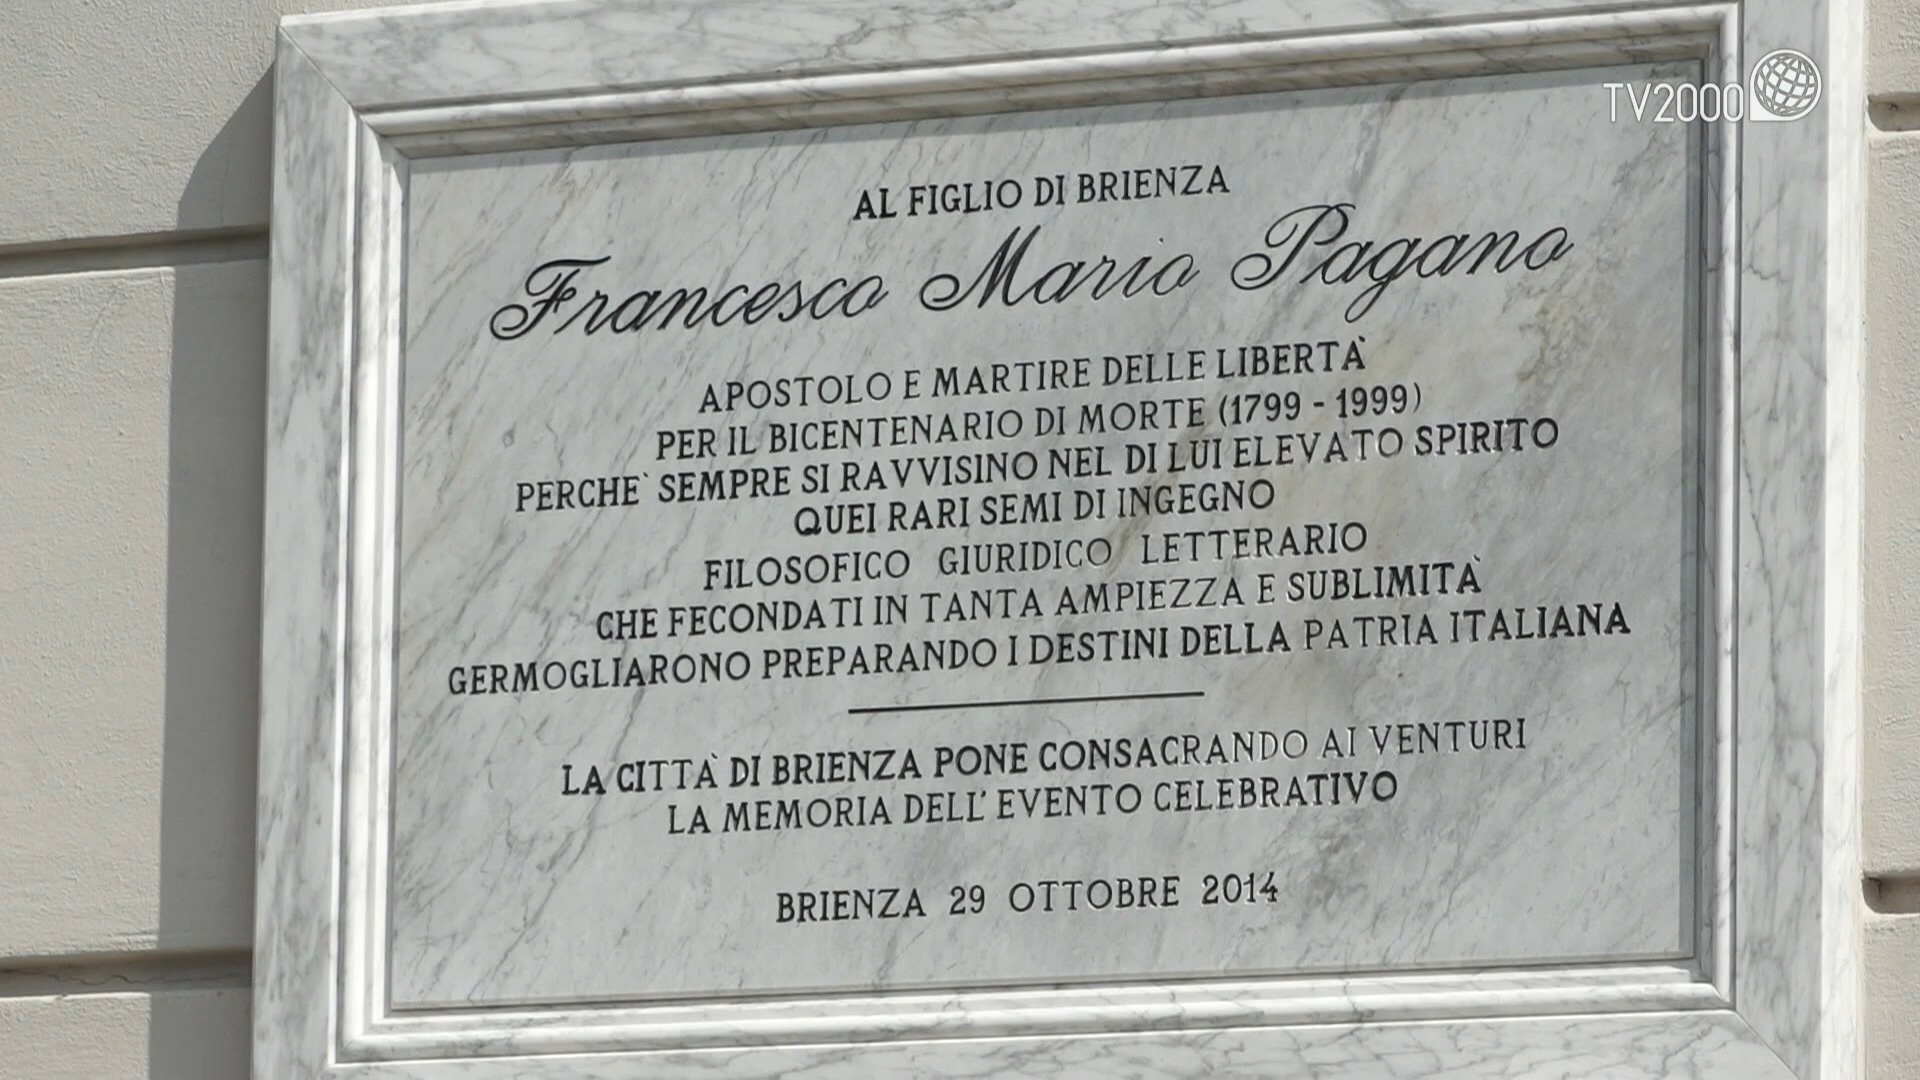 TV2000
AL FIGLIO DI BRIENZA
Francesco Mario Pagano
APOSTOLO E MARTIRE DELLE LIBERTA`
PER IL BICENTENARIO DI MORTE (1799 - 1999)
PERCHE` SEMPRE SI RAVVISINO NEL DI LUI ELEVATO SPIRITO
QUEI RARI SEMI DI INGEGNO
FILOSOFICO GIURIDICO LETTERARIO
CHE FECONDATI IN TANTA AMPIEZZA E SUBLIMITÀ
GERMOGLIARONO PREPARANDO I DESTINI DELLA PATRIA ITALIANA
LA CITTÀ DI BRIENZA PONE CONSACRANDO AI VENTURI
LA MEMORIA DELL'EVENTO CELEBRATIVO
BRIENZA 29 OTTOBRE 2014